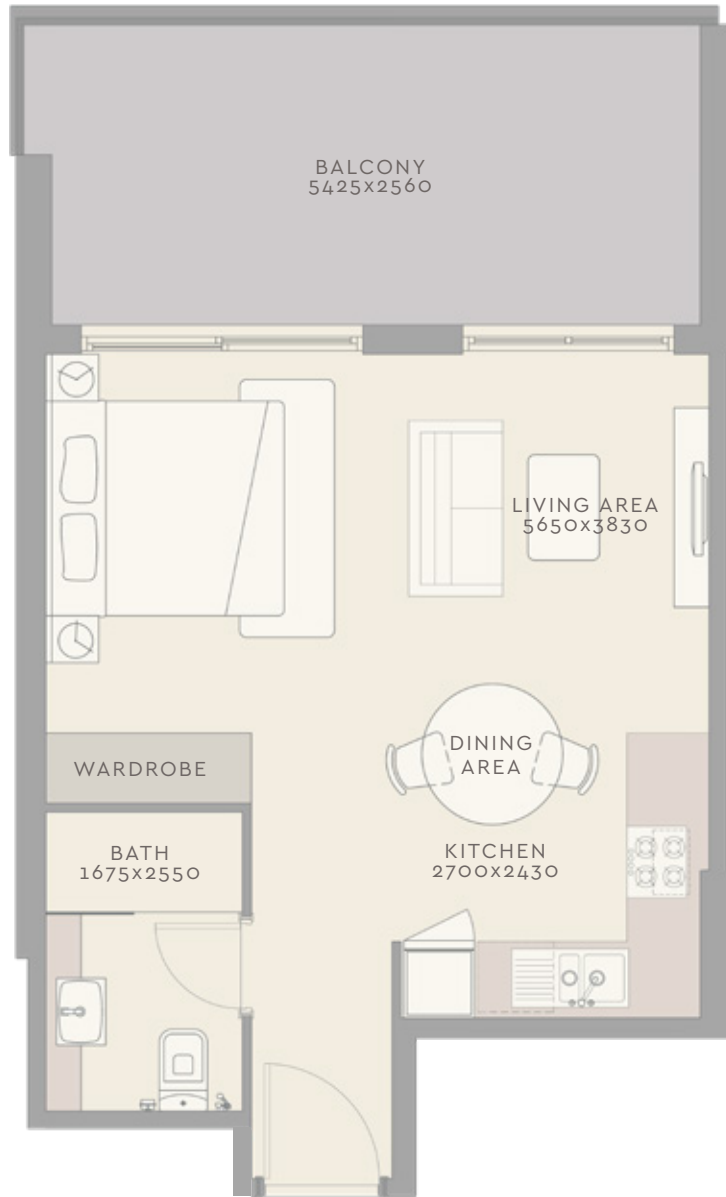 BALCONY
5425x2560
LIVING AREA
5650x3830
DINING
AREA
WARDROBE
KITCHEN
2700x2430
BATH
1675x2550